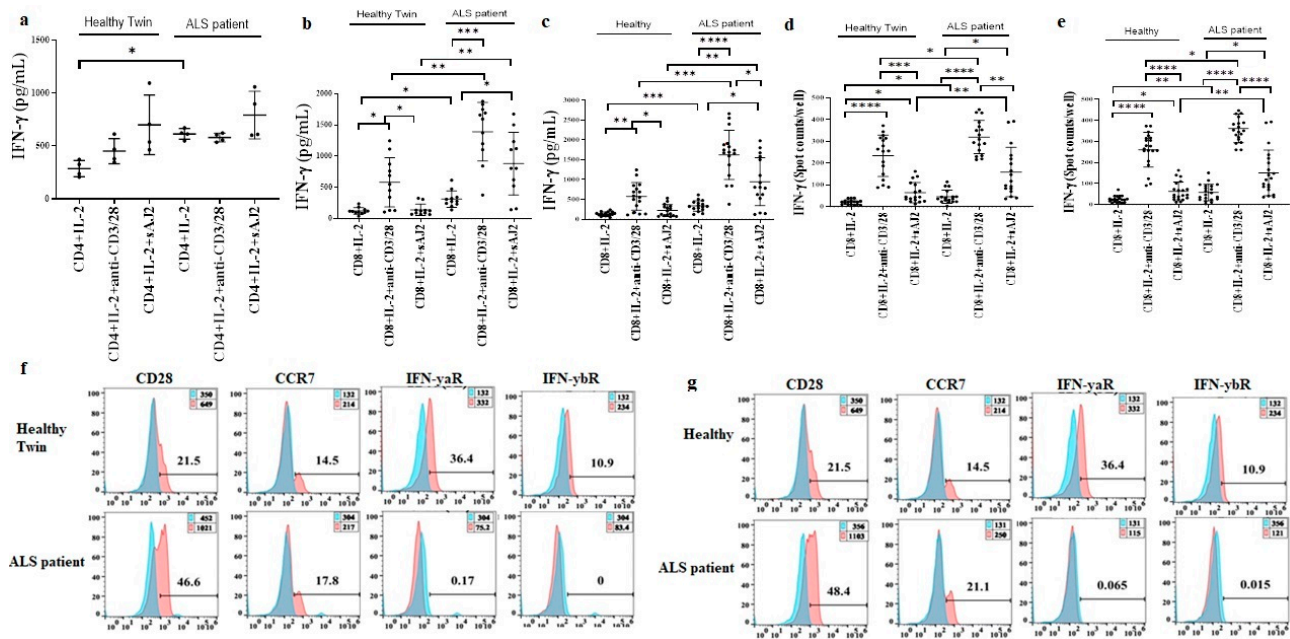 a
Healthy Twin
ALS patient
IFN-γ (pg/mL)
1500
1000
500
0
*
CD4+IL-2
CD4+IL-2+anti-CD3/28
CD4+IL-2+sAJ2
CD4+IL-2
CD4+IL-2+anti-CD3/28
CD4+IL-2+sAJ2
b
Healthy Twin
ALS patient
IFN-γ (pg/mL)
2000
1500
1000
500
0
***
**
**
*
*
*
*
CD8+IL-2
CD8+IL-2+anti-CD3/28
CD8+IL-2+sAJ2
CD8+IL-2
CD8+IL-2+anti-CD3/28
CD8+IL-2+sAJ2
c
Healthy
ALS patient
IFN-γ (pg/mL)
3000
2500
2000
1500
1000
500
0
****
**
***
*
***
*
**
*
CD8+IL-2
CD8+IL-2+anti-CD3/28
CD8+IL-2+sAJ2
CD8+IL-2
CD8+IL-2+anti-CD3/28
CD8+IL-2+sAJ2
d
Healthy Twin
ALS patient
IFN-γ (Spot counts/well)
500
400
300
200
100
0
*
*
***
****
*
**
*
**
****
CD8+IL-2
CD8+IL-2+anti-CD3/28
CD8+IL-2+sAJ2
CD8+IL-2
CD8+IL-2+anti-CD3/28
CD8+IL-2+sAJ2
e
Healthy
ALS patient
IFN-γ (Spot counts/well)
500
400
300
200
100
0
*
*
****
**
****
****
*
**
****
CD8+IL-2
CD8+IL-2+anti-CD3/28
CD8+IL-2+sAJ2
CD8+IL-2
CD8+IL-2+anti-CD3/28
CD8+IL-2+sAJ2
f
CD28
CCR7
IFN-yaR
IFN-ybR
Healthy Twin
350
649
21.5
132
214
14.5
132
332
36.4
132
234
10.9
ALS patient
452
1021
46.6
304
217
17.8
304
75.2
0.17
304
83.4
0
g
CD28
CCR7
IFN-yaR
IFN-ybR
Healthy
350
649
21.5
132
214
14.5
132
332
36.4
132
234
10.9
ALS patient
356
1103
48.4
131
250
21.1
131
115
0.065
356
121
0.015